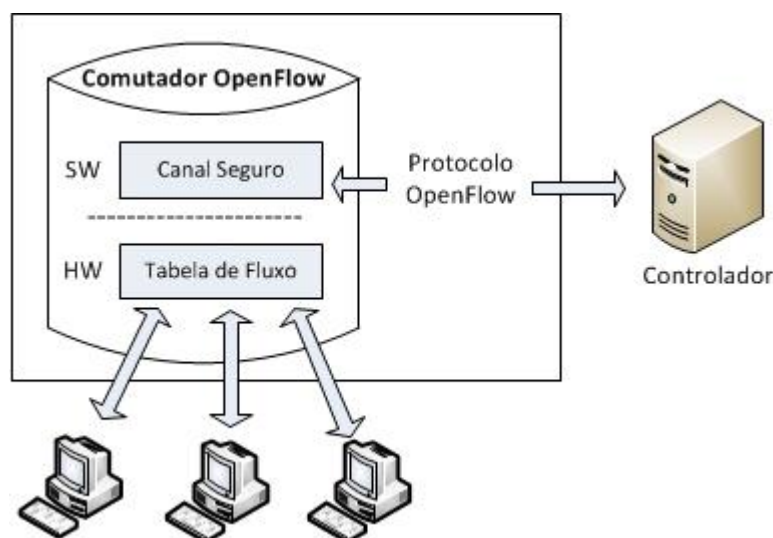 Comutador OpenFlow
SW
Canal Seguro
Protocolo
OpenFlow
HW
Tabela de Fluxo
Controlador